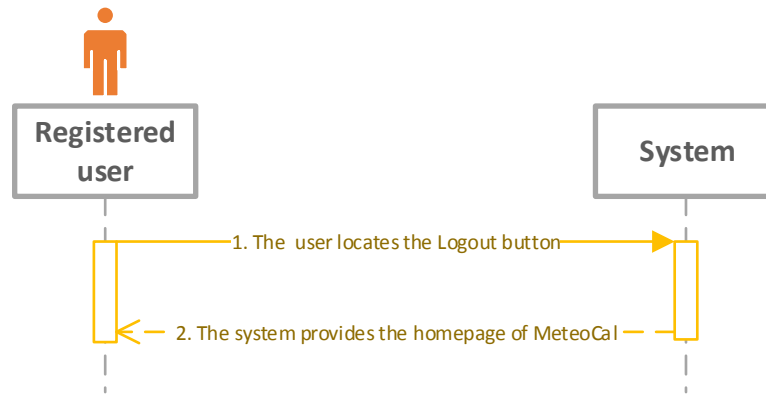 Registered
user
System
1. The  user locates the Logout button
2. The system provides the homepage of MeteoCal